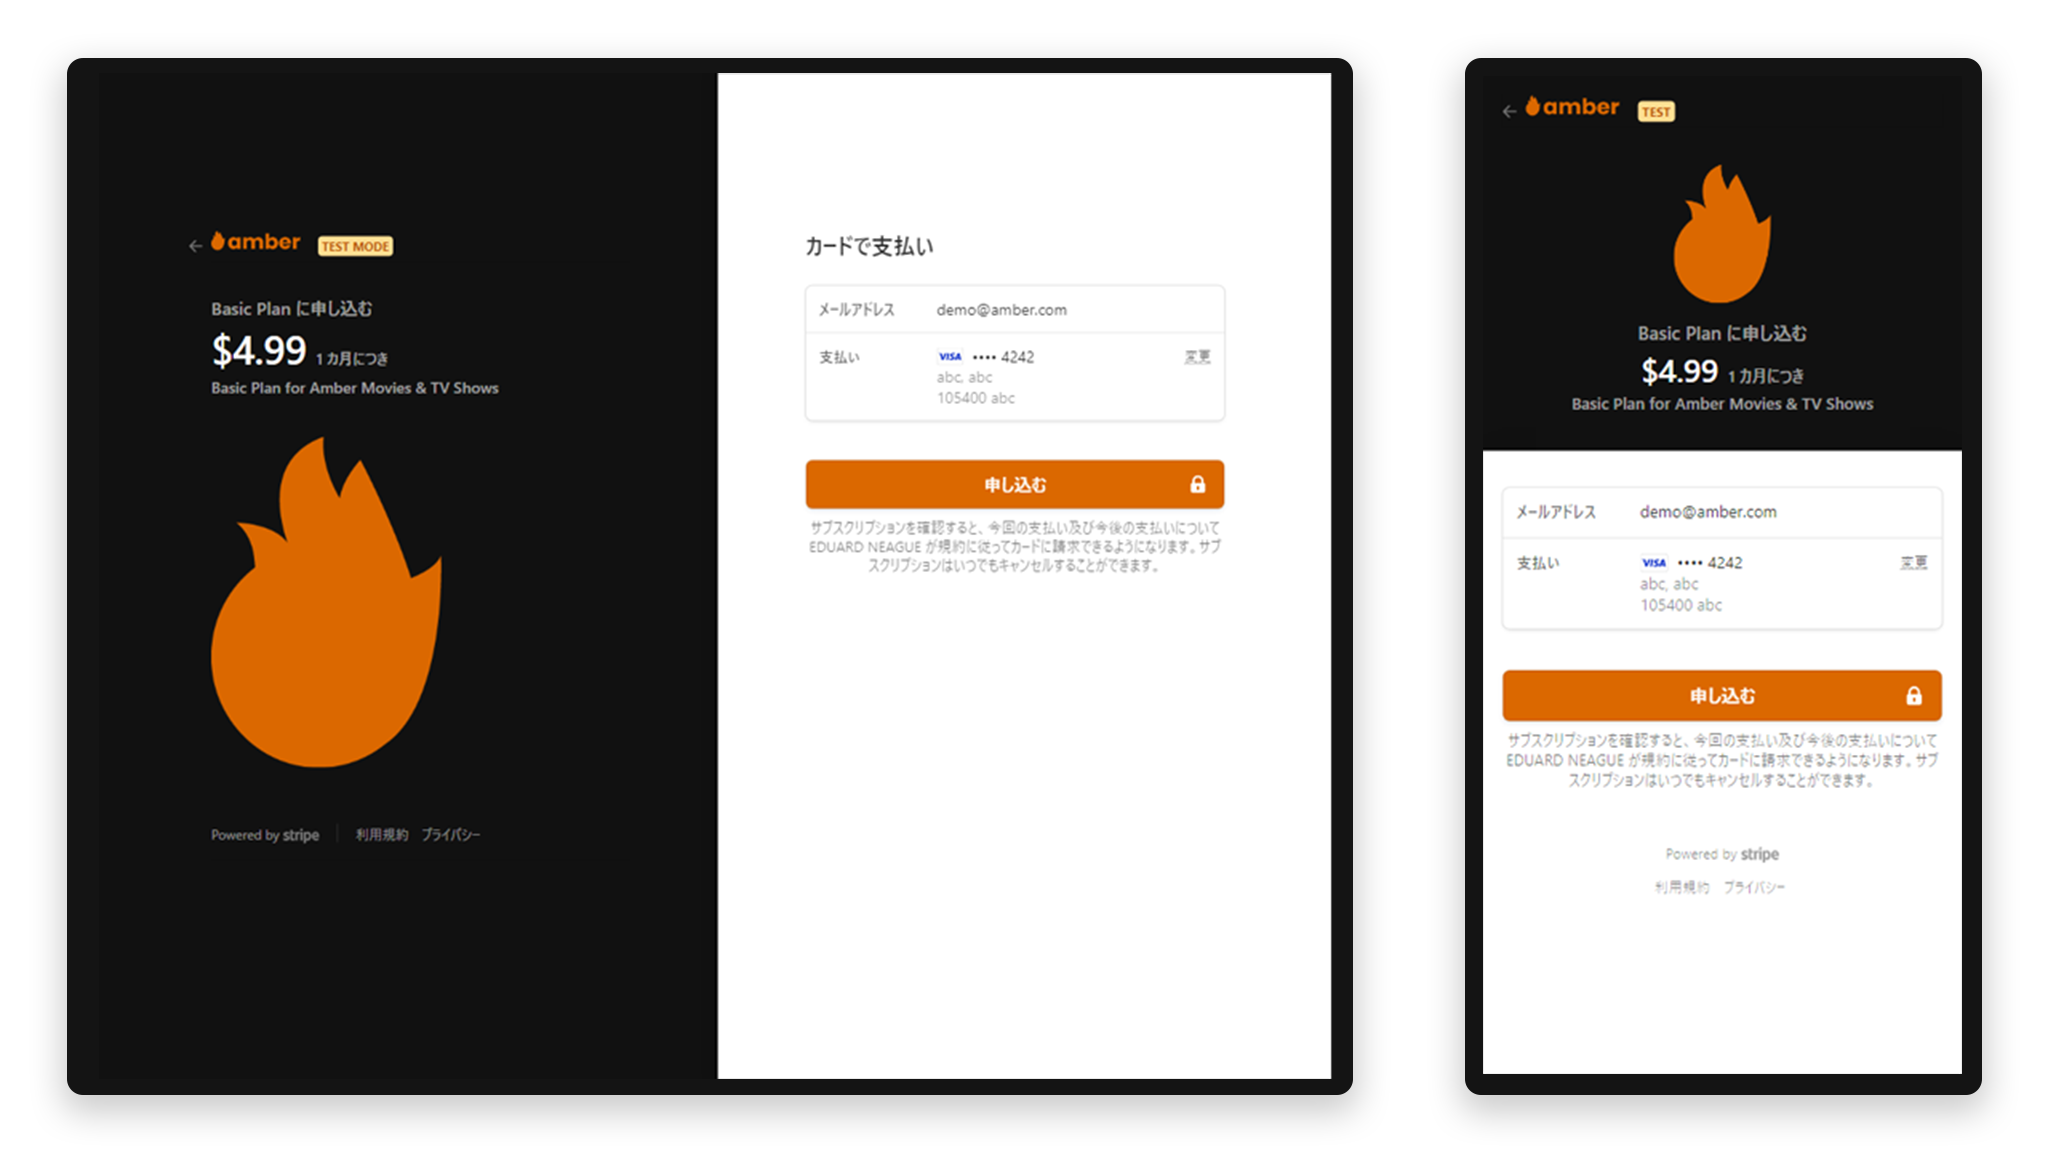 amber TEST MODE
Basic Plan に申し込む
$4.99 1 カ月につき
Basic Plan for Amber Movies & TV Shows
Powered by stripe 利用規約 プライバシー
カードで支払い
メールアドレス demo@amber.com
支払い VISA •••• 4242 変更
abc, abc
105400 abc
申し込む
サブスクリプションを確認すると、今回の支払い及び今後の支払いについて
EDUARD NEAGUE が規約に従ってカードに請求できるようになります。サブ
スクリプションはいつでもキャンセルすることができます。
amber TEST
Basic Plan に申し込む
$4.99 1 カ月につき
Basic Plan for Amber Movies & TV Shows
メールアドレス demo@amber.com
支払い VISA •••• 4242 変更
abc, abc
105400 abc
申し込む
サブスクリプションを確認すると、今回の支払い及び今後の支払いについて
EDUARD NEAGUE が規約に従ってカードに請求できるようになります。サブ
スクリプションはいつでもキャンセルすることができます。
Powered by stripe
利用規約 プライバシー